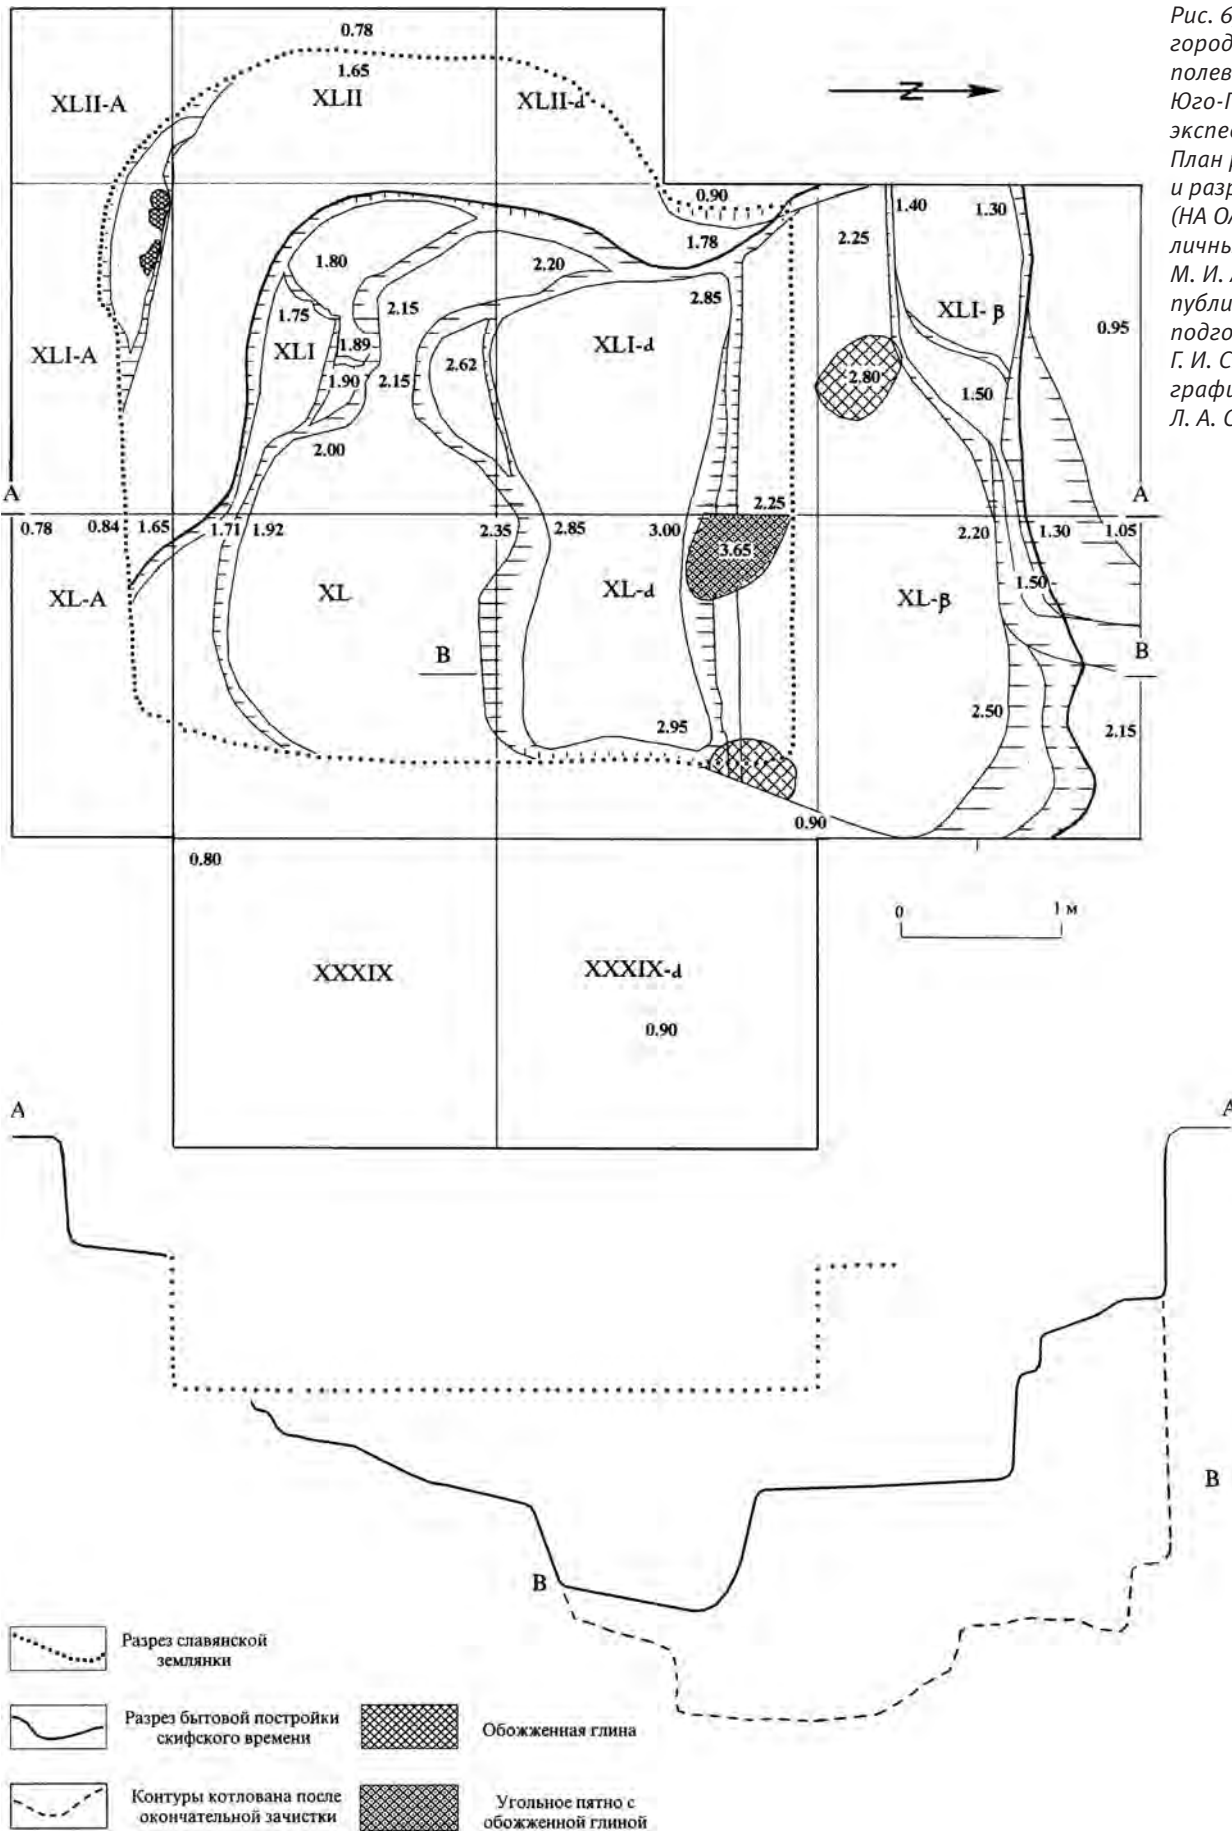 0.78
1.65
XLII-A
XLII
XLII-d
N
0.90
1.78
1.40
1.30
2.25
1.80
2.20
2.15
2.85
1.75
XLI-β
0.95
XLI-A
XLI
1.89
XLI-d
1.90
2.15
2.62
2.80
1.50
2.00
A
A
2.25
0.78
0.84
1.65
1.71
1.92
2.35
2.85
3.00
2.20
1.30
1.05
3.65
1.50
XL-A
XL
XL-d
XL-β
B
B
2.95
2.50
2.15
0.90
0.80
0
1 м
XXXIX
XXXIX-d
0.90
Рис. 6
город
полев
Юго-П
экспе
План р
и разр
(НА ОА
личны
М. И. А
публи
подго
Г. И. С
графи
Л. А. С
A
A
B
B
Разрез славянской
землянки
Разрез бытовой постройки
скифского времени
Обожженная глина
Контуры котлована после
окончательной зачистки
Угольное пятно с
обожженной глиной